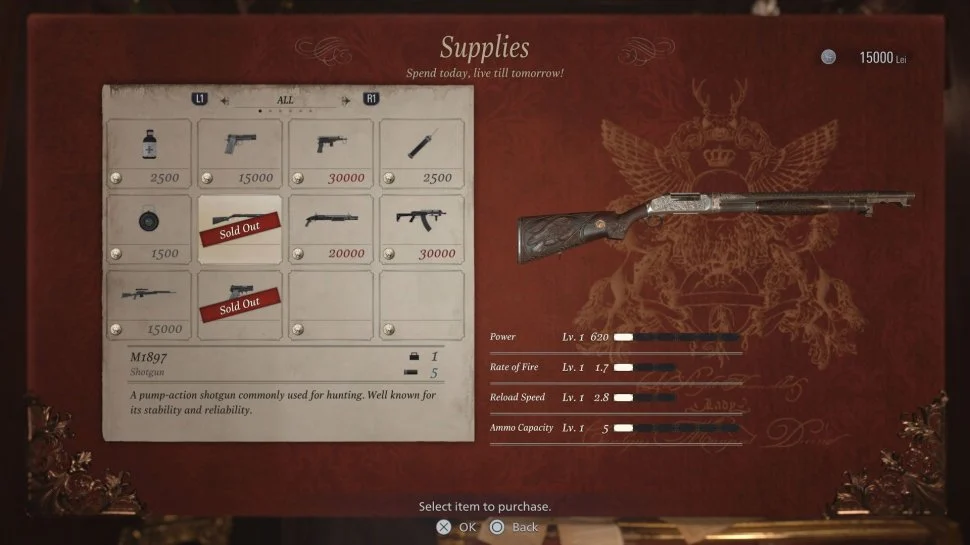 Supplies
Spend today, live till tomorrow!
15000 Lei
L1 ALL R1
2500 15000 30000 2500
1500 Sold Out 20000 30000
15000 Sold Out
M1897 1
Shotgun 5
A pump-action shotgun commonly used for hunting. Well known for
its stability and reliability.
Power Lv. 1 620
Rate of Fire Lv. 1 1.7
Reload Speed Lv. 1 2.8
Ammo Capacity Lv. 1 5
Lady
Select item to purchase.
OK Back